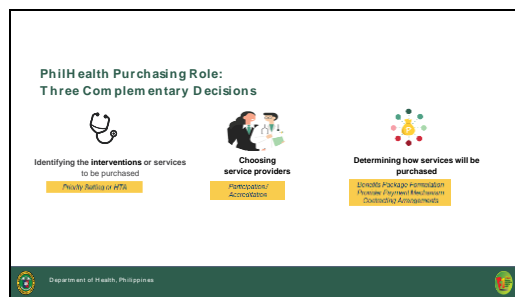 PhilHealth Purchasing Role:
Three Complementary Decisions
Identifying the interventions or services
to be purchased
Priority Setting or HTA
Choosing
service providers
Participation/
Accreditation
Determining how services will be
purchased
Benefits Package Formulation
Provider Payment Mechanism
Contracting Arrangements
Department of Health, Philippines